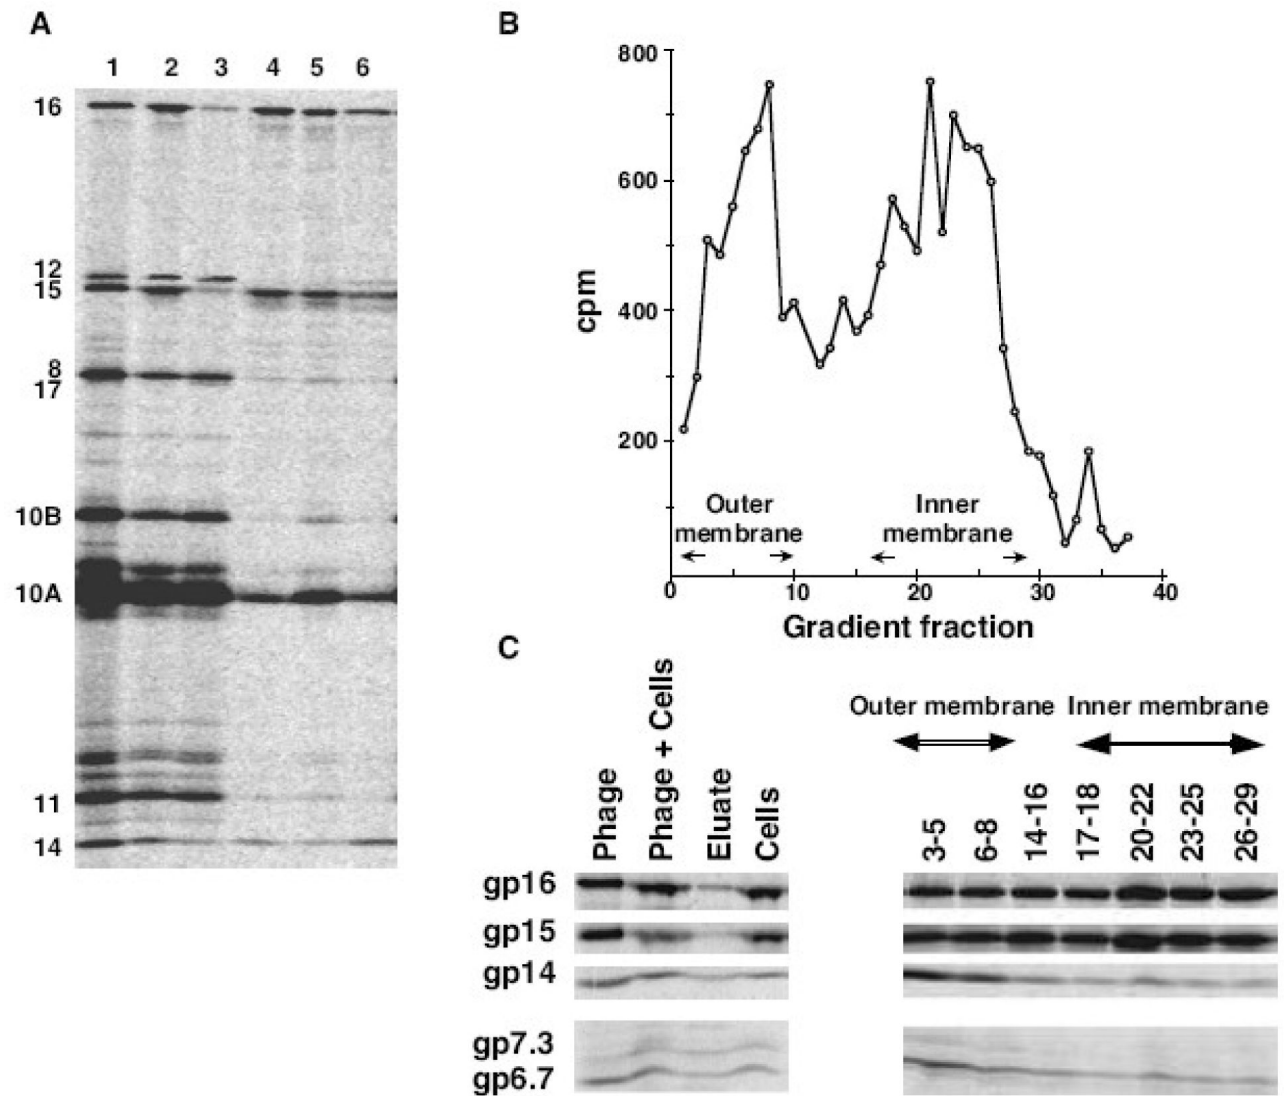 A
1 2 3 4 5 6
16
12
15
8
17
10B
10A
11
14
B
800
600
400
200
cpm
Outer
membrane
Inner
membrane
0 10 20 30 40
Gradient fraction
C
Phage
Phage + Cells
Eluate
Cells
Outer membrane Inner membrane
3-5
6-8
14-16
17-18
20-22
23-25
26-29
gp16
gp15
gp14
gp7.3
gp6.7